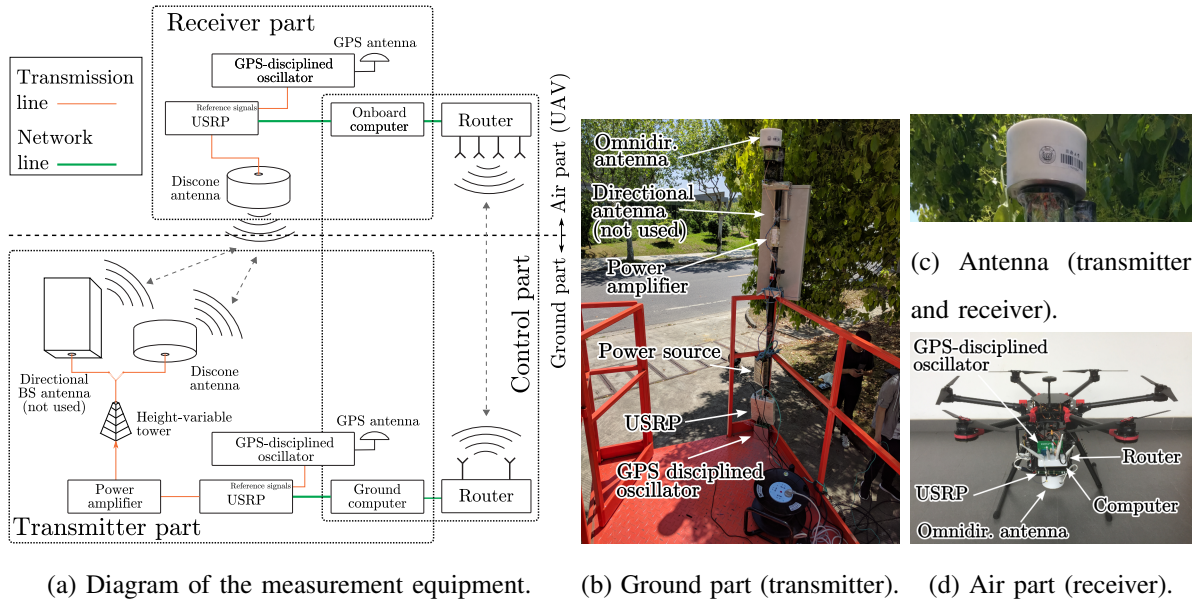 Receiver part
GPS antenna
GPS-disciplined
oscillator
Transmission
line
Network
line
Reference signals
USRP
Onboard
computer
Router
Discone
antenna
Air part (UAV)
Ground part
Control part
Directional
BS antenna
(not used)
Discone
antenna
Height-variable
tower
GPS antenna
GPS-disciplined
oscillator
Power
amplifier
Reference signals
USRP
Ground
computer
Router
Transmitter part
(a) Diagram of the measurement equipment.
Omnidir.
antenna
Directional
antenna
(not used)
Power
amplifier
Power source
USRP
GPS disciplined
oscillator
(b) Ground part (transmitter).
(c) Antenna (transmitter
and receiver).
GPS-disciplined
oscillator
Router
USRP
Computer
Omnidir. antenna
(d) Air part (receiver).